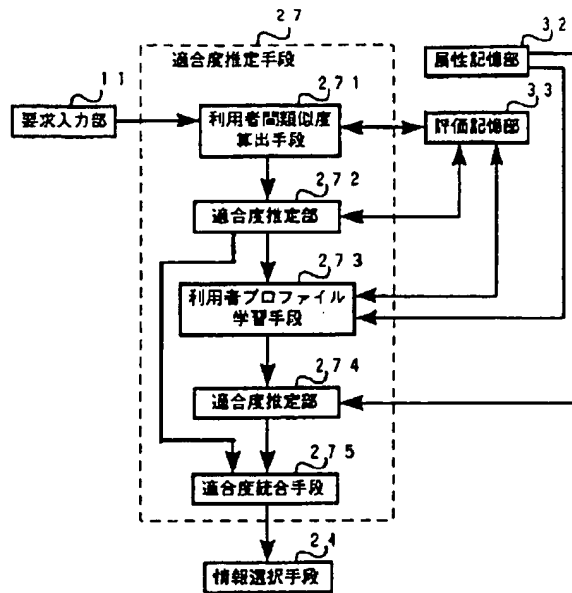 27
32
適合度推定手段
属性記憶部
11
271
33
要求入力部
利用者間類似度
算出手段
評価記憶部
272
適合度推定部
273
利用者プロファイル
学習手段
274
適合度推定部
275
適合度統合手段
24
情報選択手段